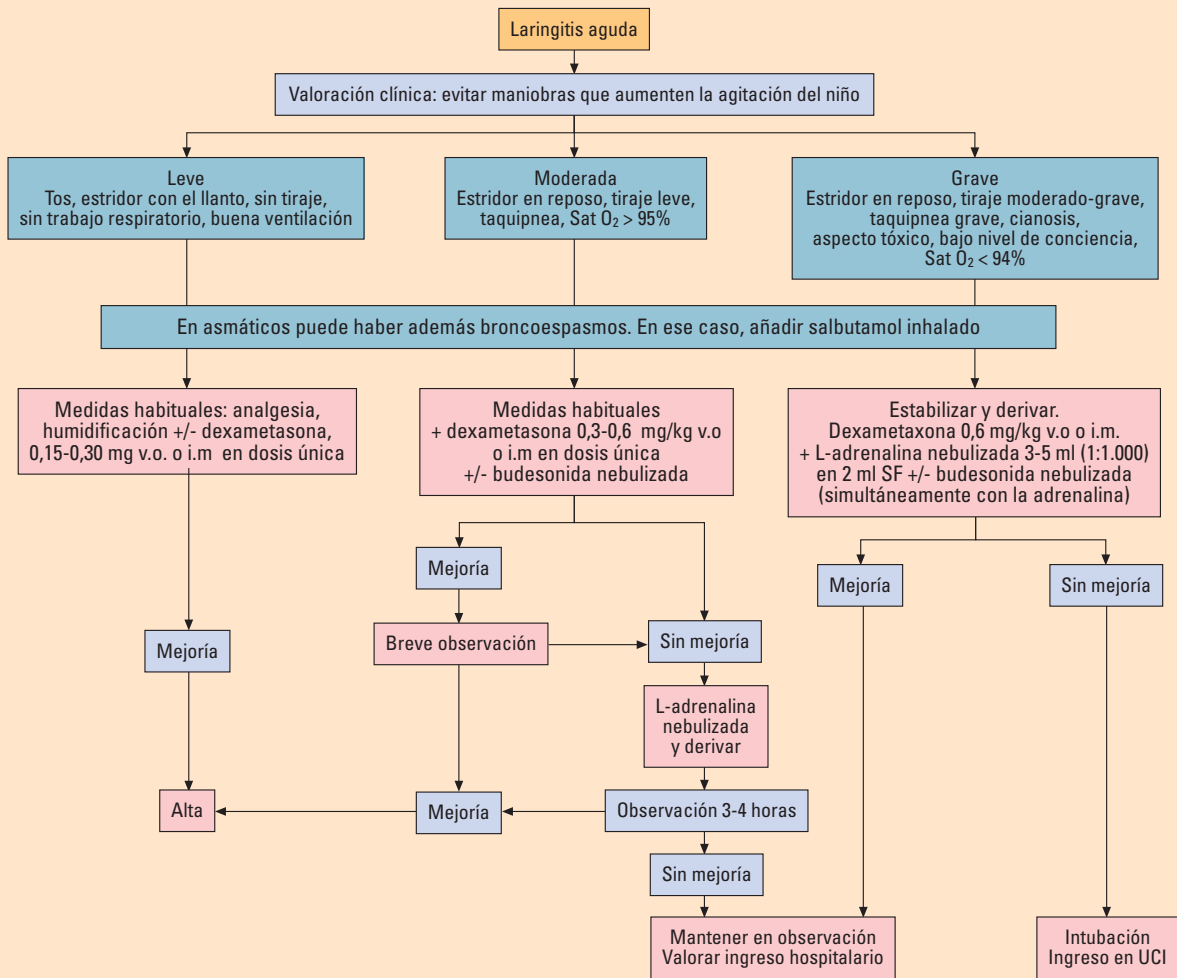 Laringitis aguda
Valoración clínica: evitar maniobras que aumenten la agitación del niño
Leve
Tos, estridor con el llanto, sin tiraje,
sin trabajo respiratorio, buena ventilación
Moderada
Estridor en reposo, tiraje leve,
taquipnea, Sat O₂ > 95%
Grave
Estridor en reposo, tiraje moderado-grave,
taquipnea grave, cianosis,
aspecto tóxico, bajo nivel de conciencia,
Sat O₂ < 94%
En asmáticos puede haber además broncoespasmos. En ese caso, añadir salbutamol inhalado
Medidas habituales: analgesia,
humidificación +/- dexametasona,
0,15-0,30 mg v.o. o i.m en dosis única
Medidas habituales
+ dexametasona 0,3-0,6 mg/kg v.o
o i.m en dosis única
+/- budesonida nebulizada
Estabilizar y derivar.
Dexametaxona 0,6 mg/kg v.o o i.m.
+ L-adrenalina nebulizada 3-5 ml (1:1.000)
en 2 ml SF +/- budesonida nebulizada
(simultáneamente con la adrenalina)
Mejoría
Mejoría
Sin mejoría
Mejoría
Breve observación
Sin mejoría
L-adrenalina
nebulizada
y derivar
Alta
Mejoría
Observación 3-4 horas
Sin mejoría
Mantener en observación
Valorar ingreso hospitalario
Intubación
Ingreso en UCI